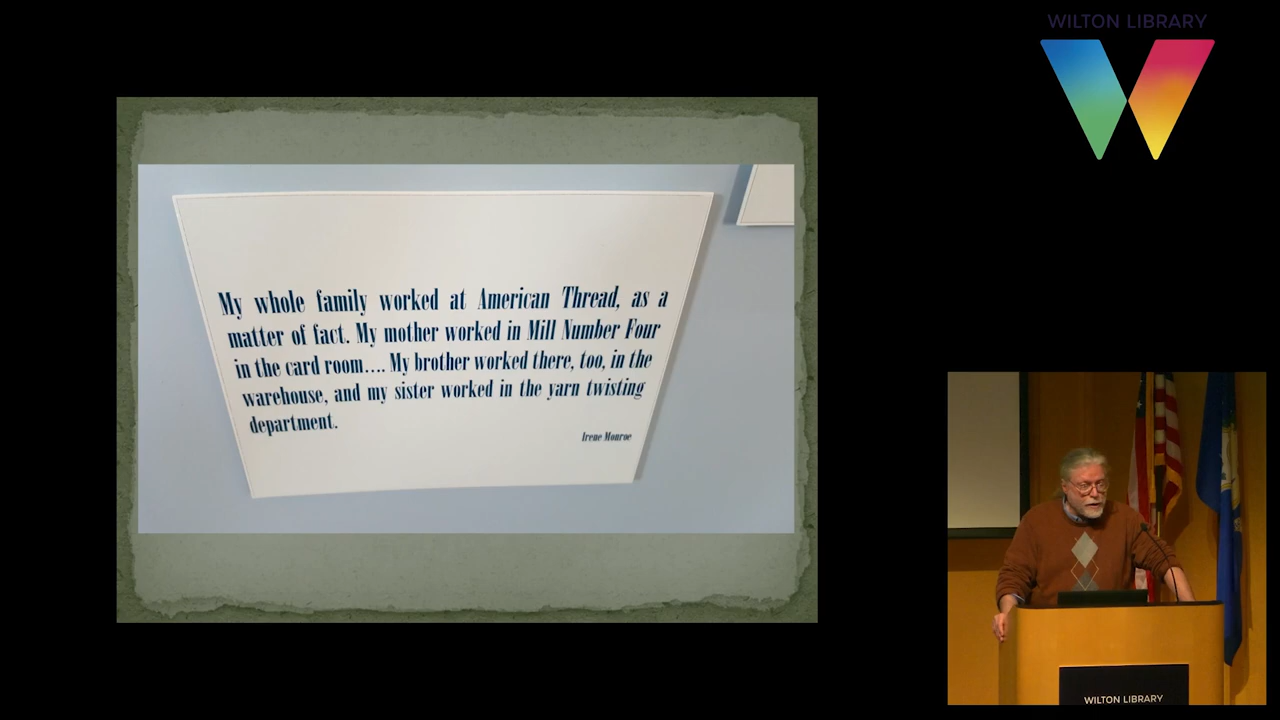 WILTON LIBRARY
My whole family worked at American Thread, as a
matter of fact. My mother worked in Mill Number Four
in the card room.... My brother worked there, too, in the
warehouse, and my sister worked in the yarn twisting
department.
Irene Monroe
WILTON LIBRARY